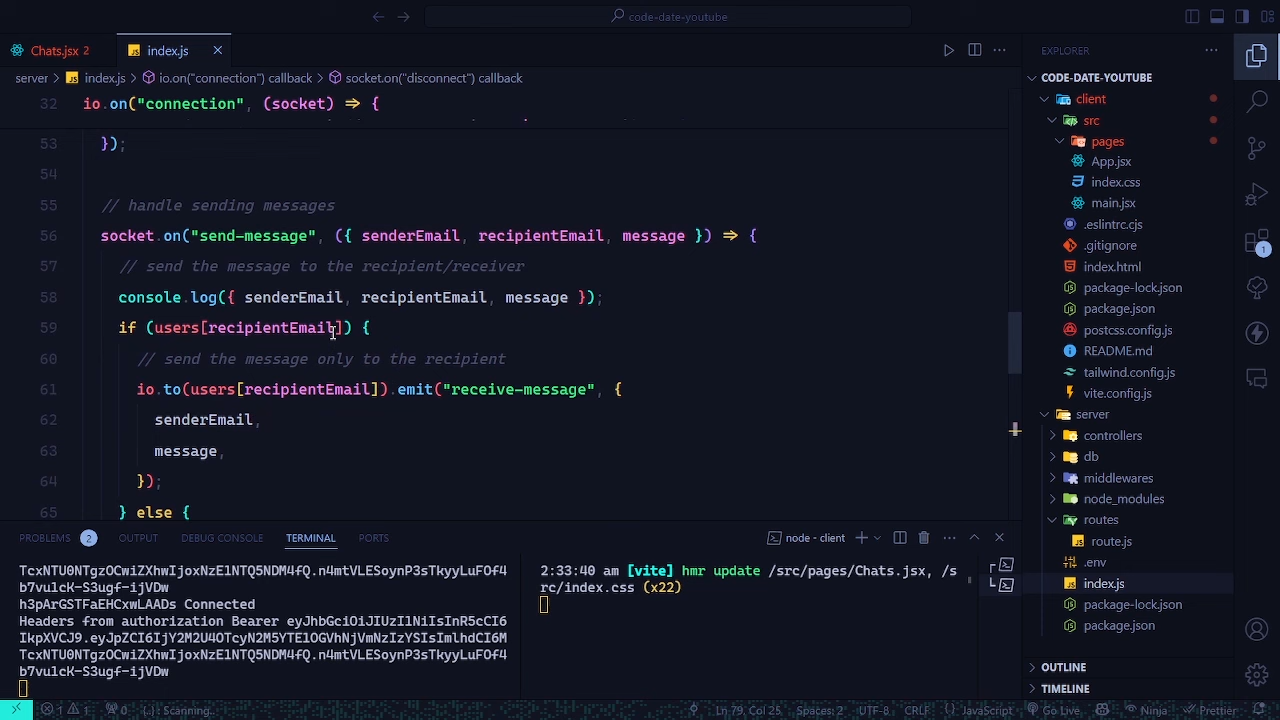 code-date-youtube
Chats.jsx 2
index.js
server
index.js
io.on("connection") callback
socket.on("disconnect") callback
32 io.on("connection", (socket) => {
53 });
54
55 // handle sending messages
56 socket.on("send-message", ({ senderEmail, recipientEmail, message }) => {
57 // send the message to the recipient/receiver
58 console.log({ senderEmail, recipientEmail, message });
59 if (users[recipientEmail]) {
60 // send the message only to the recipient
61 io.to(users[recipientEmail]).emit("receive-message", {
62 senderEmail,
63 message,
64 });
65 } else {
PROBLEMS 2 OUTPUT DEBUG CONSOLE TERMINAL PORTS
node - client
TcxNTU0NTgzOCwiZXhwIjoxNzE1NTQ5NDM4fQ.n4mtVLESoynP3sTkyyLuFOf4
b7vulcK-S3ugf-ijVDw
h3pArGSTFaEHCxwLAADs Connected
Headers from authorization Bearer eyJhbGciOiJIUzI1NiIsInR5cCI6
IkpXVCJ9.eyJpZCI6IjY2M2U4OTcyN2M5YTE1OGVhNjVmNzIzYSIsImlhdCI6M
TcxNTU0NTgzOCwiZXhwIjoxNzE1NTQ5NDM4fQ.n4mtVLESoynP3sTkyyLuFOf4
b7vulcK-S3ugf-ijVDw
2:33:40 am [vite] hmr update /src/pages/Chats.jsx, /s
rc/index.css (x22)
EXPLORER
CODE-DATE-YOUTUBE
client
src
pages
App.jsx
index.css
main.jsx
.eslintrc.cjs
.gitignore
index.html
package-lock.json
package.json
postcss.config.js
README.md
tailwind.config.js
vite.config.js
server
controllers
db
middlewares
node_modules
routes
route.js
.env
index.js
package-lock.json
package.json
OUTLINE
TIMELINE
1
1 1 0 Scanning..
Ln 79, Col 25 Spaces: 2 UTF-8 CRLF JavaScript Go Live Ninja Prettier